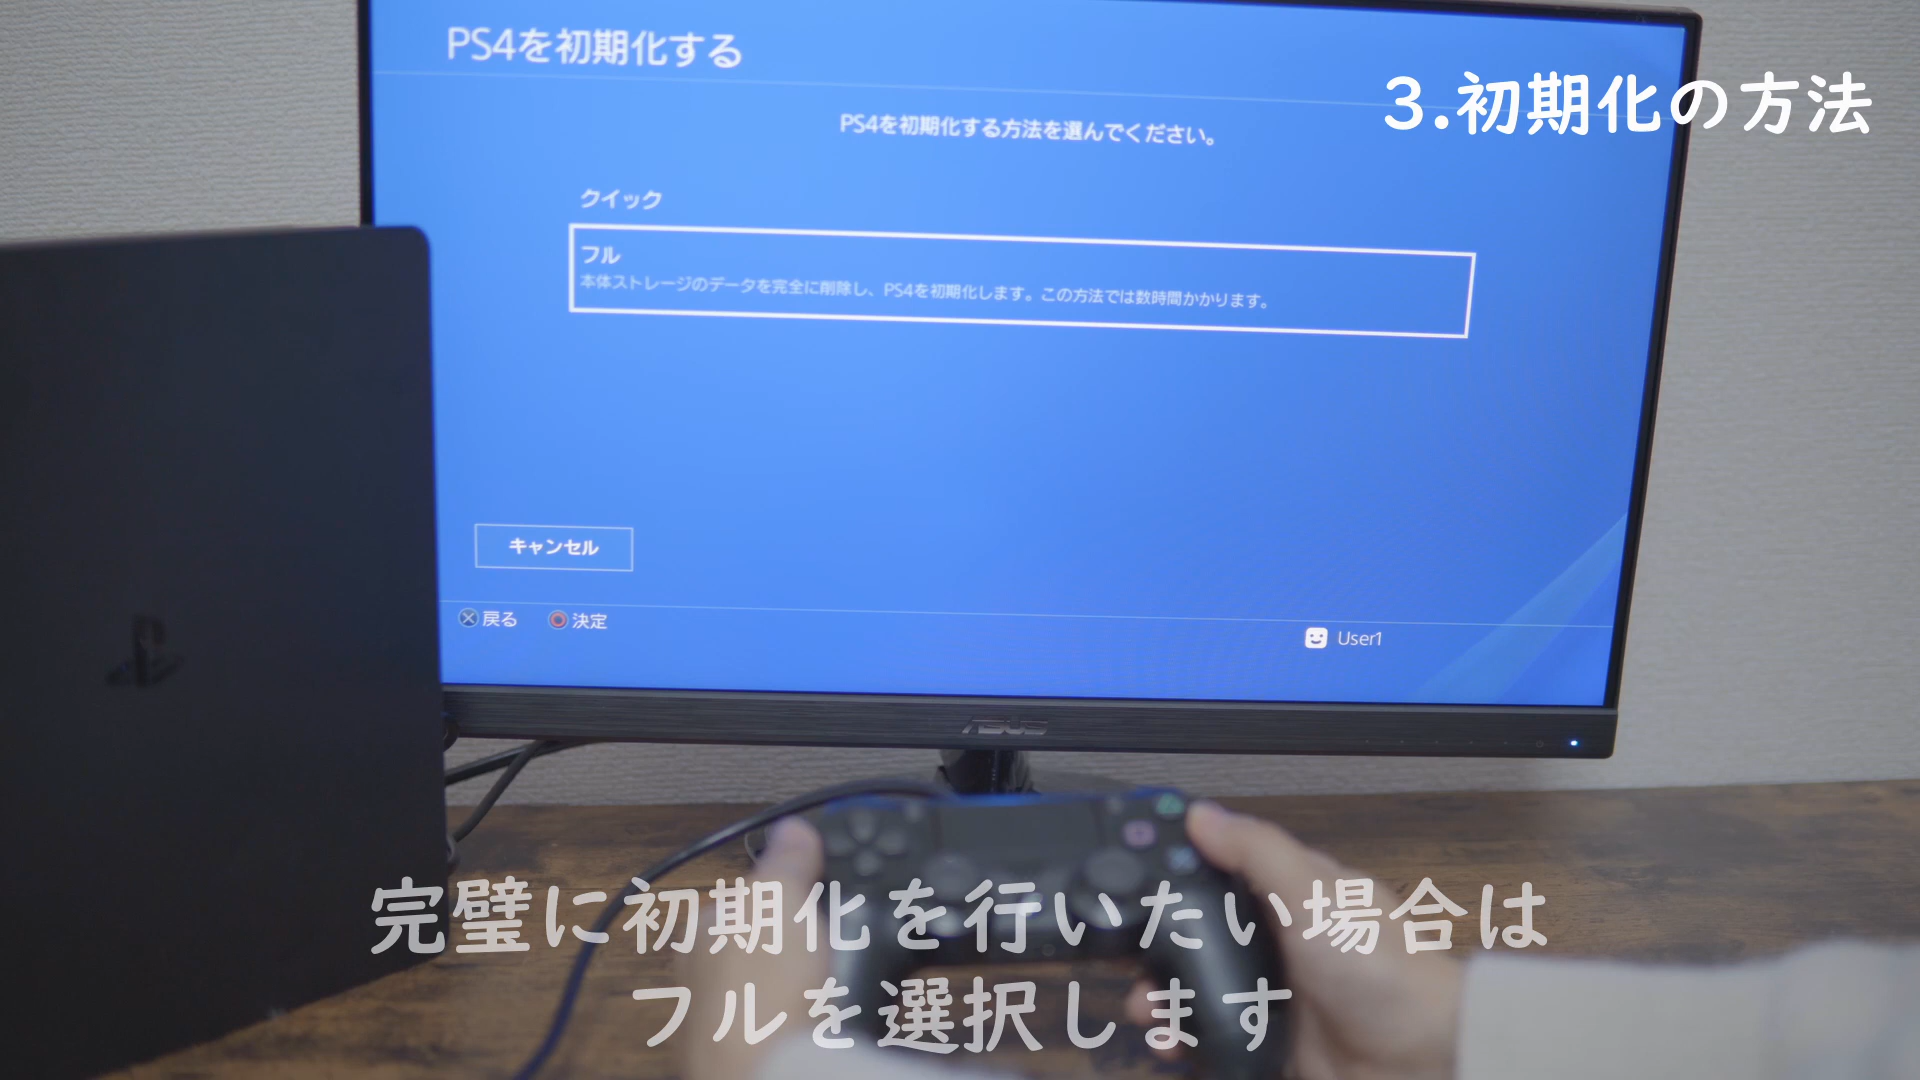 PS4を初期化する
3.初期化の方法
PS4を初期化する方法を選んでください。
クイック
フル
本体ストレージのデータを完全に削除し、PS4を初期化します。この方法では数時間かかります。
キャンセル
戻る 決定
User1
ASUS
完璧に初期化を行いたい場合は
フルを選択します